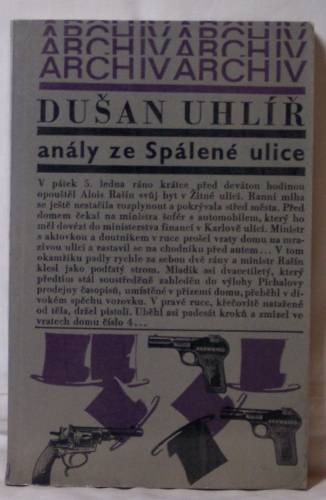 ARCHIVARCHIV
ARCHIVARCHIV
ARCHIVARCHIV
DUŠAN UHLÍŘ
anály ze Spálené ulice
V pátek 5. ledna ráno krátce před devátou hodinou
opouštěl Alois Rašín svůj byt v Žitné ulici. Ranní mlha
se ještě nestačila rozplynout a pokrývala střed města. Před
domem čekal na ministra šofér s automobilem, který ho
měl dovézt do ministerstva financí v Karlově ulici. Ministr
s aktovkou a doutníkem v ruce prošel vraty domu na mra-
zivou ulici a zastavil se na chodníku před autem... V tom
okamžiku padly rychle za sebou dvě rány a ministr Rašín
klesl jako podťatý strom. Mladík asi dvacetiletý, který
předtím stál soustředěně zahleděn do výlohy Píchalovy
prodejny časopisů, umístěné v přízemí domu, přeběhl v di-
vokém spěchu vozovku. V pravé ruce, křečovitě natažené
od těla, držel pistoli. Uběhl asi padesát kroků a zmizel ve
vratech domu číslo 4...
BROWNING
BROWNING